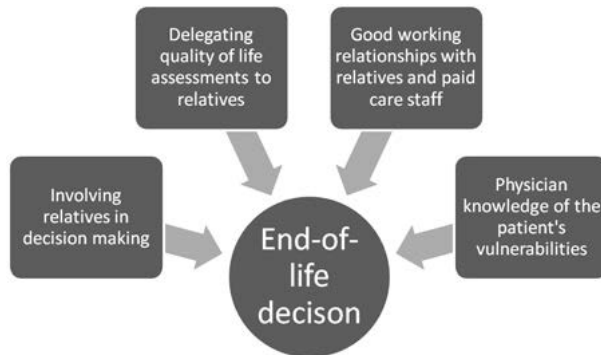 Delegating
quality of life
assessments to
relatives
Good working
relationships with
relatives and paid
care staff
Involving
relatives in
decision making
Physician
knowledge of the
patient's
vulnerabilities
End-of-
life
decison